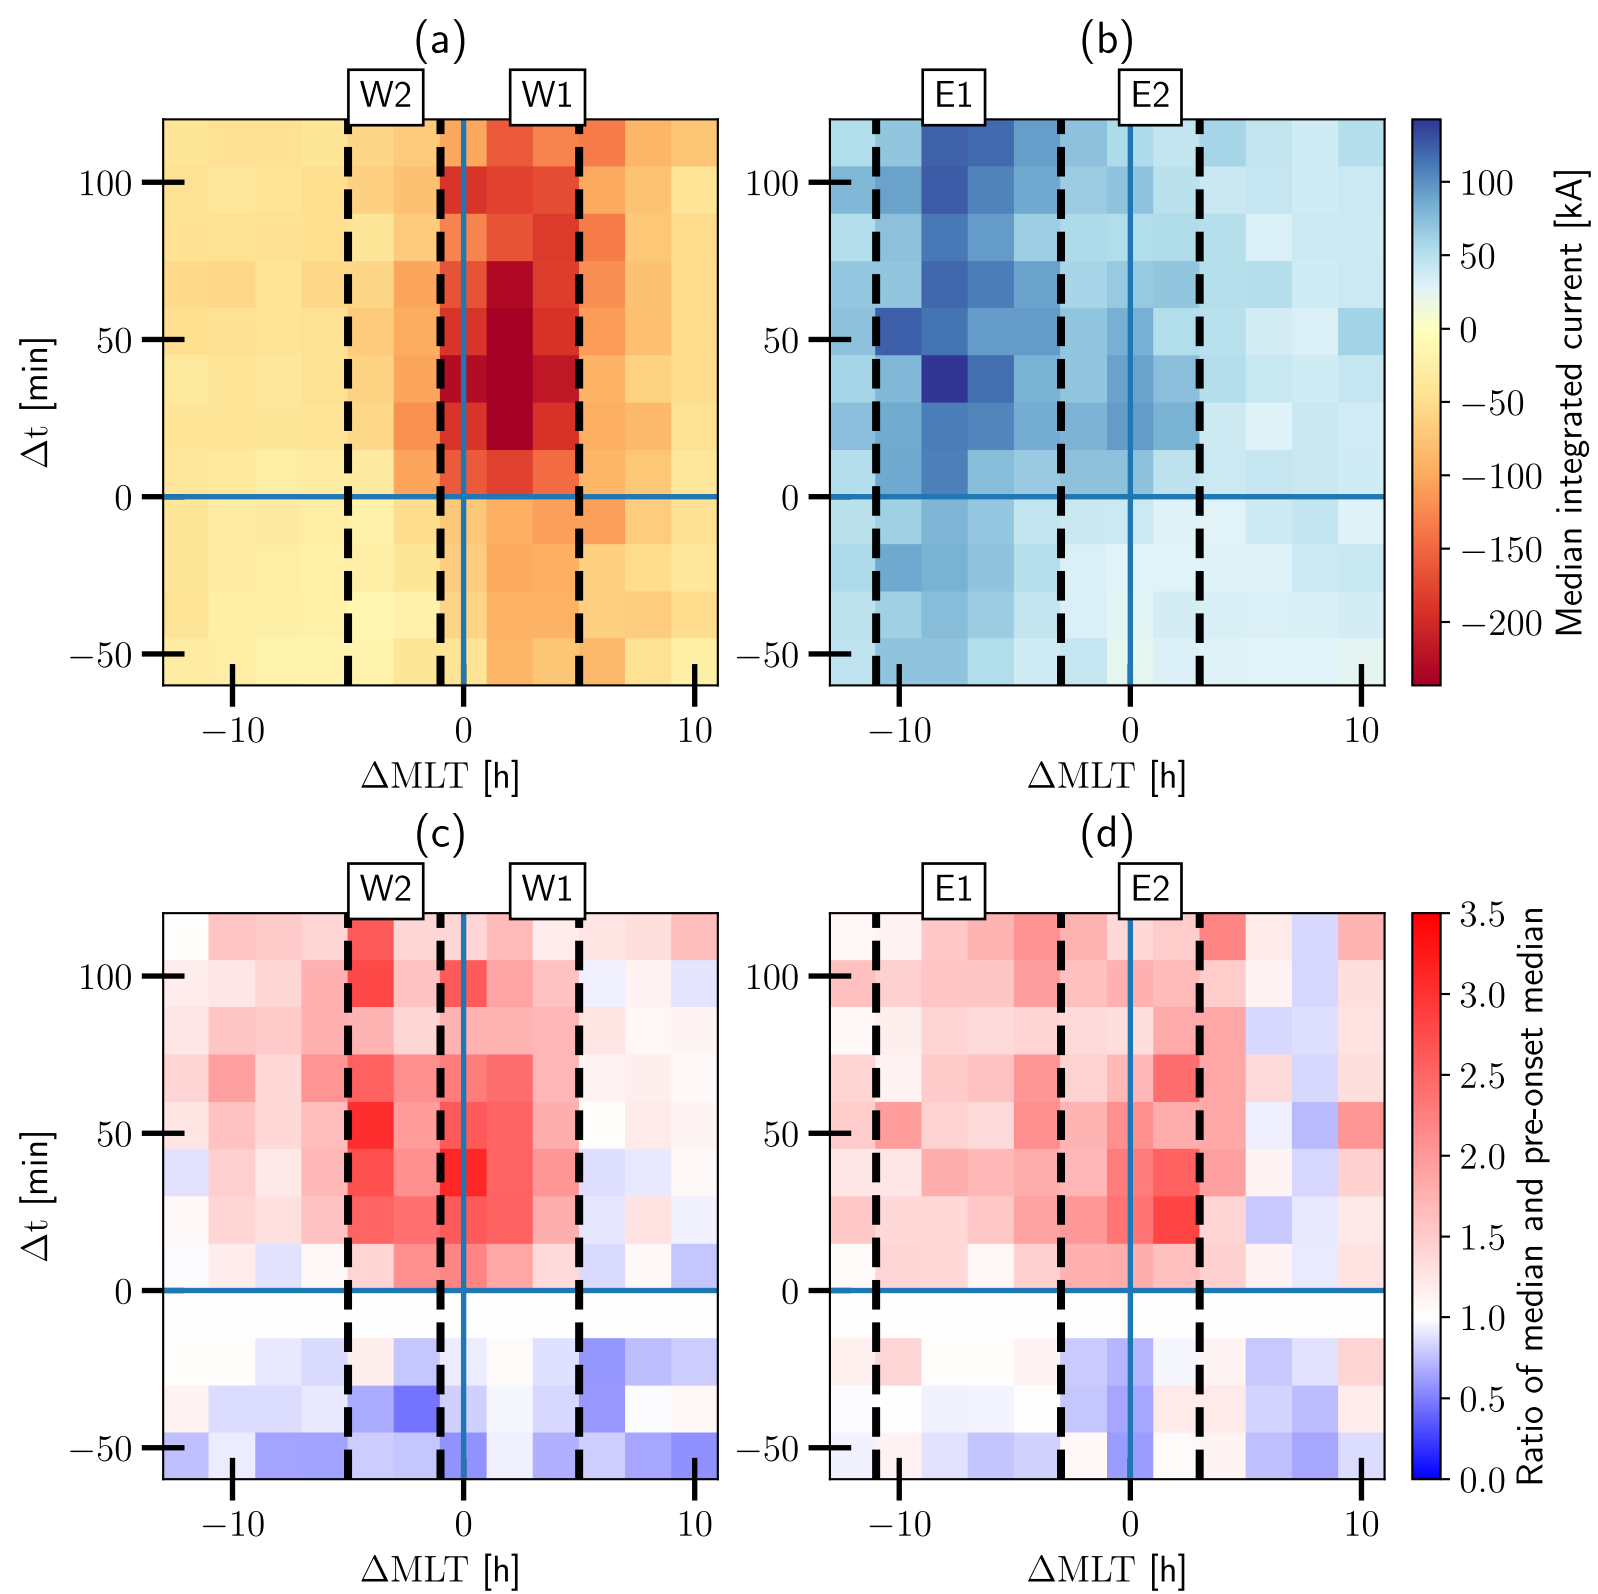 (a)
(b)
W2
W1
E1
E2
100
50
0
−50
Δt [min]
−10
0
10
ΔMLT [h]
100
50
0
−50
−10
0
10
ΔMLT [h]
100
50
0
−50
−100
−150
−200
Median integrated current [kA]
(c)
(d)
W2
W1
E1
E2
100
50
0
−50
Δt [min]
−10
0
10
ΔMLT [h]
100
50
0
−50
−10
0
10
ΔMLT [h]
3.5
3.0
2.5
2.0
1.5
1.0
0.5
0.0
Ratio of median and pre-onset median